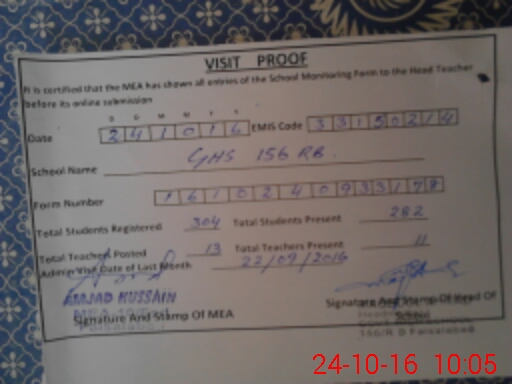 VISIT PROOF
It is certified that the MEA has shown all entries of the School Monitoring Form to the Head Teacher
before its online submission
D D M M Y Y
Date 2 4 1 0 1 6 EMIS Code 3 3 1 5 0 2 1 4
School Name GHS 156 RB.
Form Number 1 6 1 0 2 4 0 9 3 3 1 7 8
Total Students Registered 304 Total Students Present 282
Total Teachers Posted 13 Total Teachers Present 11
Admin Visit Date of Last Month 22/09/2016
AMJAD HUSSAIN
MEA
Faisalabad
Signature And Stamp Of MEA
Signature And Stamp Of Head Of
School
156/R B Faisalabad
24-10-16 10:05